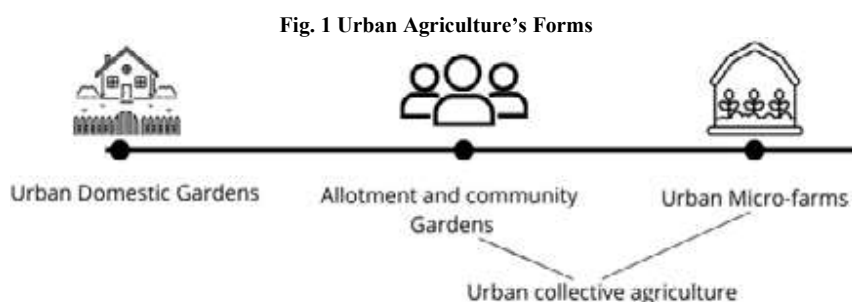 Fig. 1 Urban Agriculture's Forms
Urban Domestic Gardens
Allotment and community
Gardens
Urban Micro-farms
Urban collective agriculture